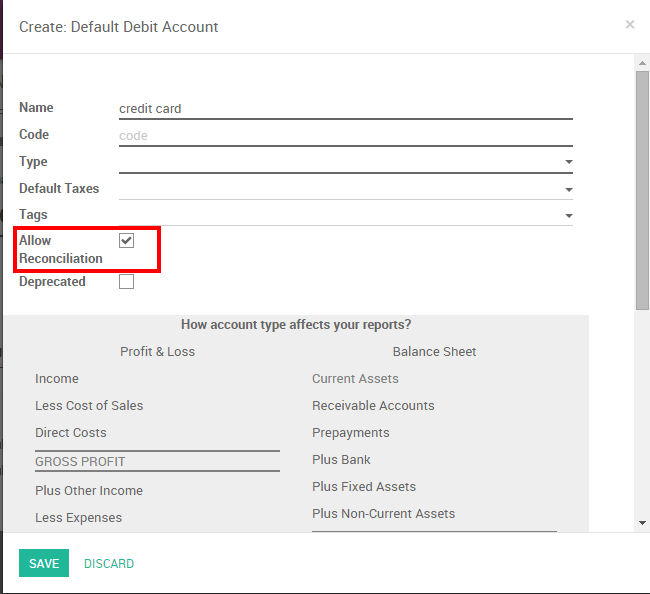 Create: Default Debit Account ×
Name credit card
Code code
Type
Default Taxes
Tags
Allow
Reconciliation
Deprecated
How account type affects your reports?
Profit & Loss Balance Sheet
Income Current Assets
Less Cost of Sales Receivable Accounts
Direct Costs Prepayments
GROSS PROFIT Plus Bank
Plus Other Income Plus Fixed Assets
Less Expenses Plus Non-Current Assets
SAVE DISCARD